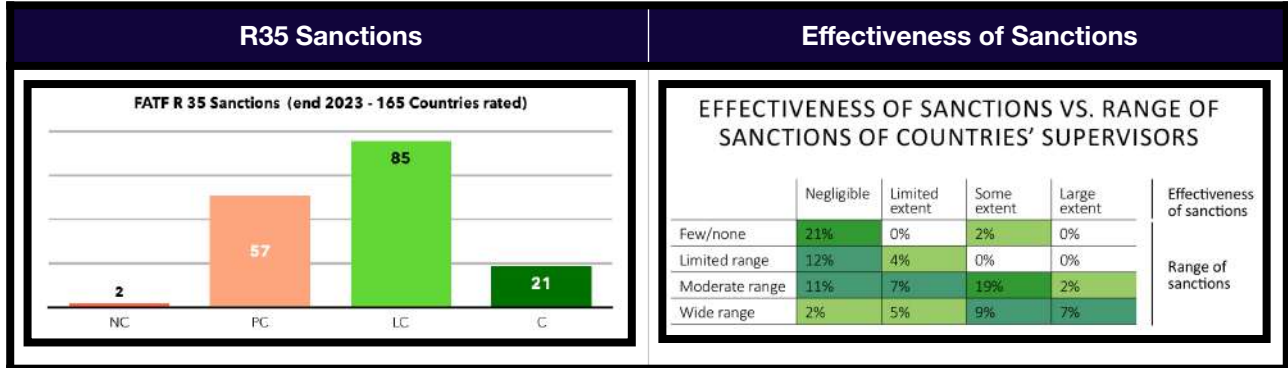 R35 Sanctions
Effectiveness of Sanctions
FATF R 35 Sanctions (end 2023 - 165 Countries rated)
85
57
21
2
NC PC LC C
EFFECTIVENESS OF SANCTIONS VS. RANGE OF
SANCTIONS OF COUNTRIES' SUPERVISORS
Negligible Limited extent Some extent Large extent Effectiveness of sanctions
Few/none 21% 0% 2% 0%
Limited range 12% 4% 0% 0%
Moderate range 11% 7% 19% 2%
Wide range 2% 5% 9% 7%
Range of
sanctions